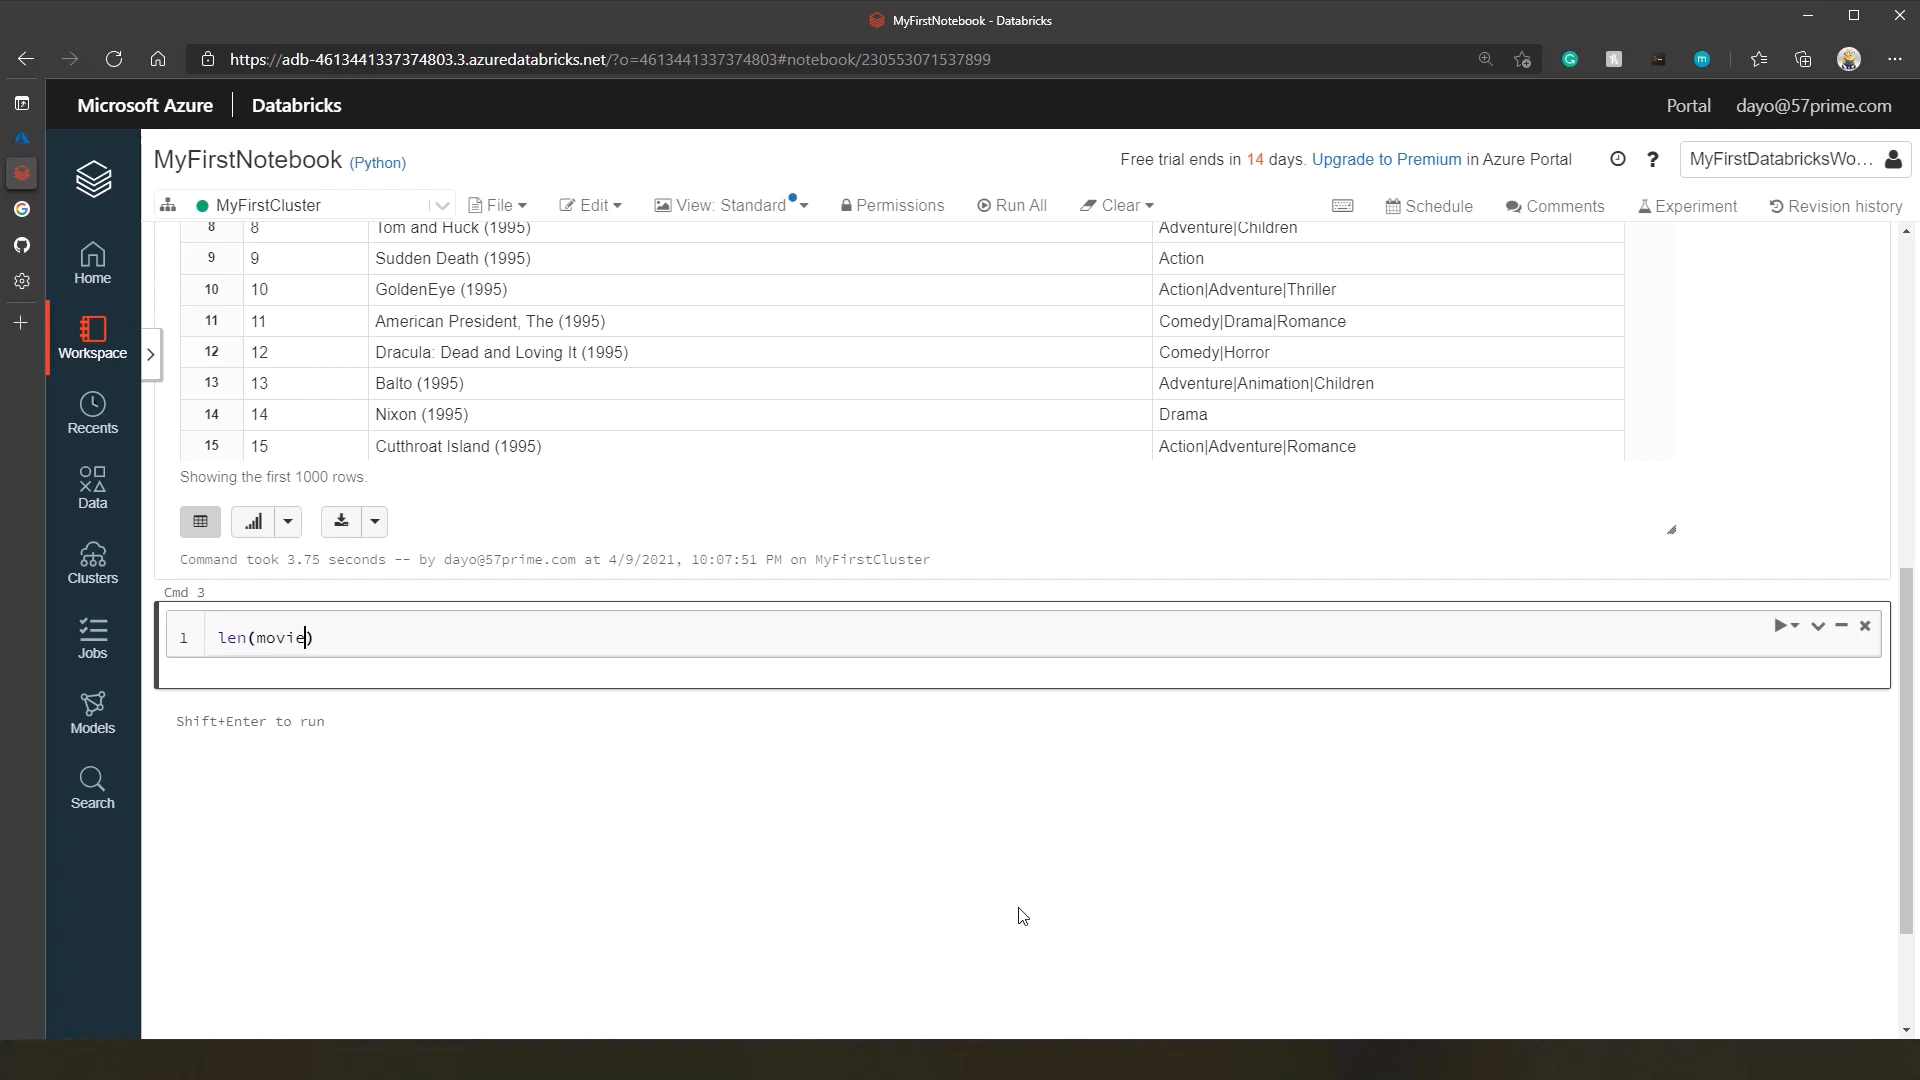 MyFirstNotebook - Databricks
https://adb-4613441337374803.3.azuredatabricks.net/?o=4613441337374803#notebook/230553071537899
Microsoft Azure Databricks Portal dayo@57prime.com
MyFirstNotebook (Python) Free trial ends in 14 days. Upgrade to Premium in Azure Portal MyFirstDatabricksWo...
MyFirstCluster File Edit View: Standard Permissions Run All Clear Schedule Comments Experiment Revision history
Home
Workspace
Recents
Data
Clusters
Jobs
Models
Search
8 8 Tom and Huck (1995) Adventure|Children
9 9 Sudden Death (1995) Action
10 10 GoldenEye (1995) Action|Adventure|Thriller
11 11 American President, The (1995) Comedy|Drama|Romance
12 12 Dracula: Dead and Loving It (1995) Comedy|Horror
13 13 Balto (1995) Adventure|Animation|Children
14 14 Nixon (1995) Drama
15 15 Cutthroat Island (1995) Action|Adventure|Romance
Showing the first 1000 rows.
Command took 3.75 seconds -- by dayo@57prime.com at 4/9/2021, 10:07:51 PM on MyFirstCluster
Cmd 3
1 len(movie)
Shift+Enter to run